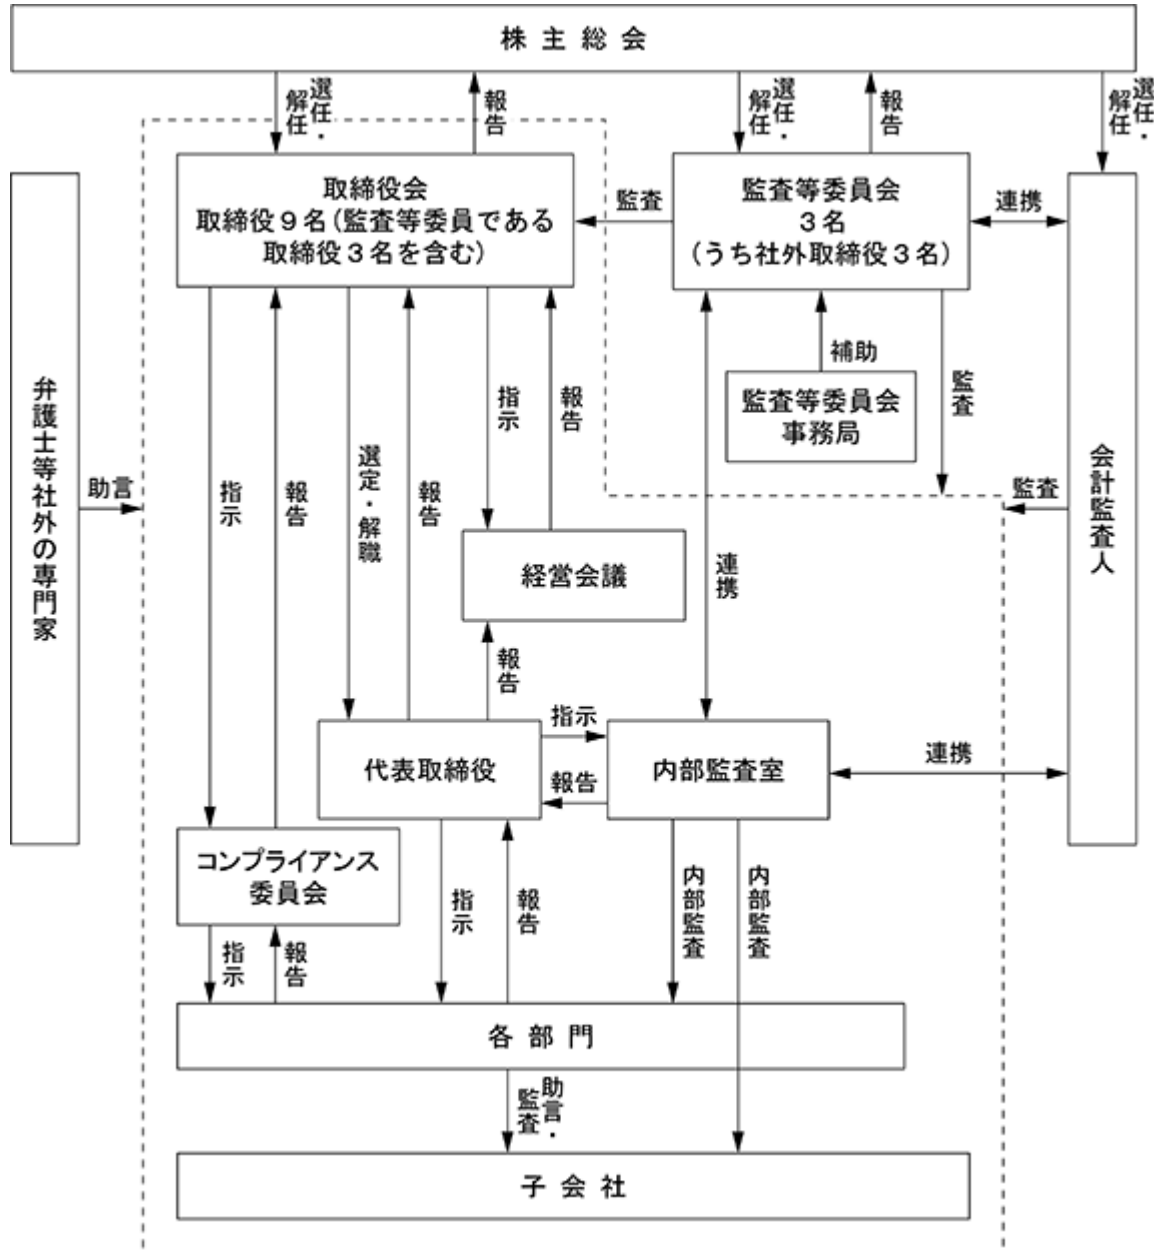 株主総会
選任・
解任
報告
選任・
解任
報告
選任・
解任
取締役会
取締役９名（監査等委員である
取締役３名を含む）
監査
監査等委員会
３名
（うち社外取締役３名）
連携
弁護士等社外の専門家
助言
会計監査人
監査
補助
監査等委員会
事務局
監査
指示
報告
選定・解職
報告
指示
報告
経営会議
連携
報告
代表取締役
指示
報告
内部監査室
連携
コンプライアンス
委員会
指示
報告
指示
報告
内部監査
内部監査
各部門
助言・
監査
子会社